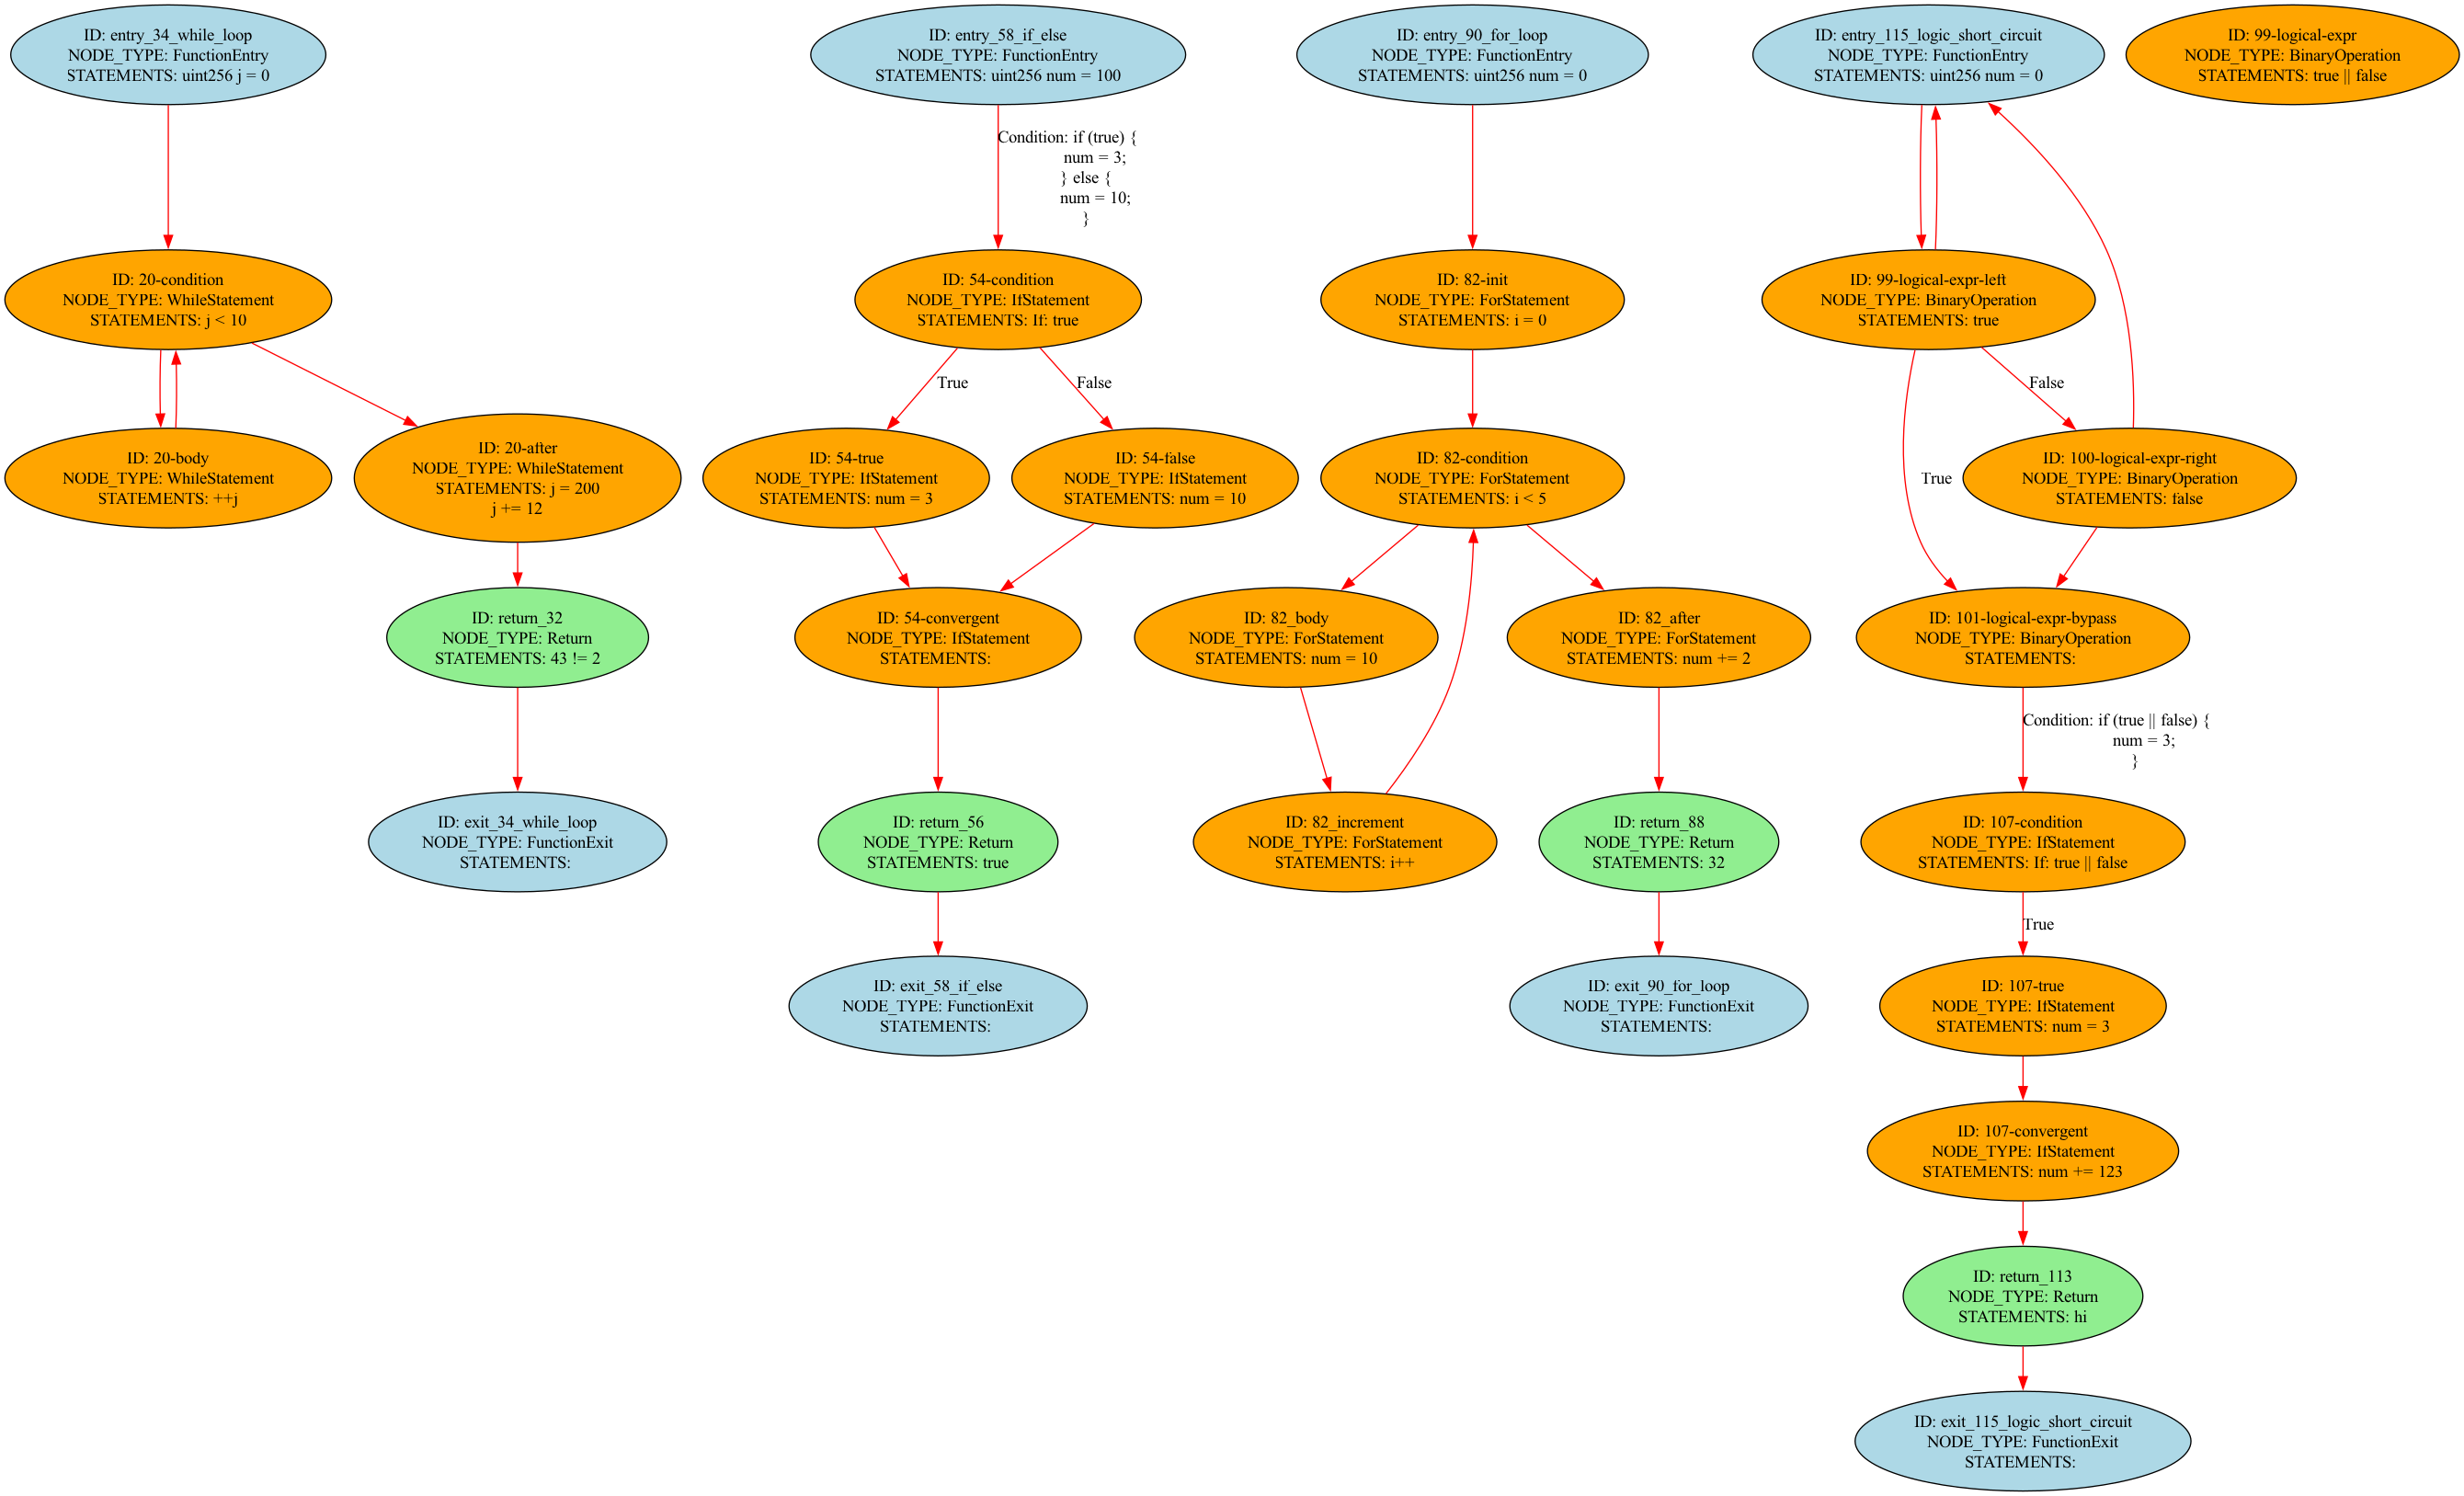 ID: entry_34_while_loop
NODE_TYPE: FunctionEntry
STATEMENTS: uint256 j = 0
ID: entry_58_if_else
NODE_TYPE: FunctionEntry
STATEMENTS: uint256 num = 100
ID: entry_90_for_loop
NODE_TYPE: FunctionEntry
STATEMENTS: uint256 num = 0
ID: entry_115_logic_short_circuit
NODE_TYPE: FunctionEntry
STATEMENTS: uint256 num = 0
ID: 99-logical-expr
NODE_TYPE: BinaryOperation
STATEMENTS: true || false
Condition: if (true) {
num = 3;
} else {
num = 10;
}
ID: 20-condition
NODE_TYPE: WhileStatement
STATEMENTS: j < 10
ID: 54-condition
NODE_TYPE: IfStatement
STATEMENTS: If: true
ID: 82-init
NODE_TYPE: ForStatement
STATEMENTS: i = 0
ID: 99-logical-expr-left
NODE_TYPE: BinaryOperation
STATEMENTS: true
True
False
False
ID: 20-body
NODE_TYPE: WhileStatement
STATEMENTS: ++j
ID: 20-after
NODE_TYPE: WhileStatement
STATEMENTS: j = 200
j += 12
ID: 54-true
NODE_TYPE: IfStatement
STATEMENTS: num = 3
ID: 54-false
NODE_TYPE: IfStatement
STATEMENTS: num = 10
ID: 82-condition
NODE_TYPE: ForStatement
STATEMENTS: i < 5
True
ID: 100-logical-expr-right
NODE_TYPE: BinaryOperation
STATEMENTS: false
ID: return_32
NODE_TYPE: Return
STATEMENTS: 43 != 2
ID: 54-convergent
NODE_TYPE: IfStatement
STATEMENTS:
ID: 82_body
NODE_TYPE: ForStatement
STATEMENTS: num = 10
ID: 82_after
NODE_TYPE: ForStatement
STATEMENTS: num += 2
ID: 101-logical-expr-bypass
NODE_TYPE: BinaryOperation
STATEMENTS:
Condition: if (true || false) {
num = 3;
}
ID: exit_34_while_loop
NODE_TYPE: FunctionExit
STATEMENTS:
ID: return_56
NODE_TYPE: Return
STATEMENTS: true
ID: 82_increment
NODE_TYPE: ForStatement
STATEMENTS: i++
ID: return_88
NODE_TYPE: Return
STATEMENTS: 32
ID: 107-condition
NODE_TYPE: IfStatement
STATEMENTS: If: true || false
True
ID: exit_58_if_else
NODE_TYPE: FunctionExit
STATEMENTS:
ID: exit_90_for_loop
NODE_TYPE: FunctionExit
STATEMENTS:
ID: 107-true
NODE_TYPE: IfStatement
STATEMENTS: num = 3
ID: 107-convergent
NODE_TYPE: IfStatement
STATEMENTS: num += 123
ID: return_113
NODE_TYPE: Return
STATEMENTS: hi
ID: exit_115_logic_short_circuit
NODE_TYPE: FunctionExit
STATEMENTS: